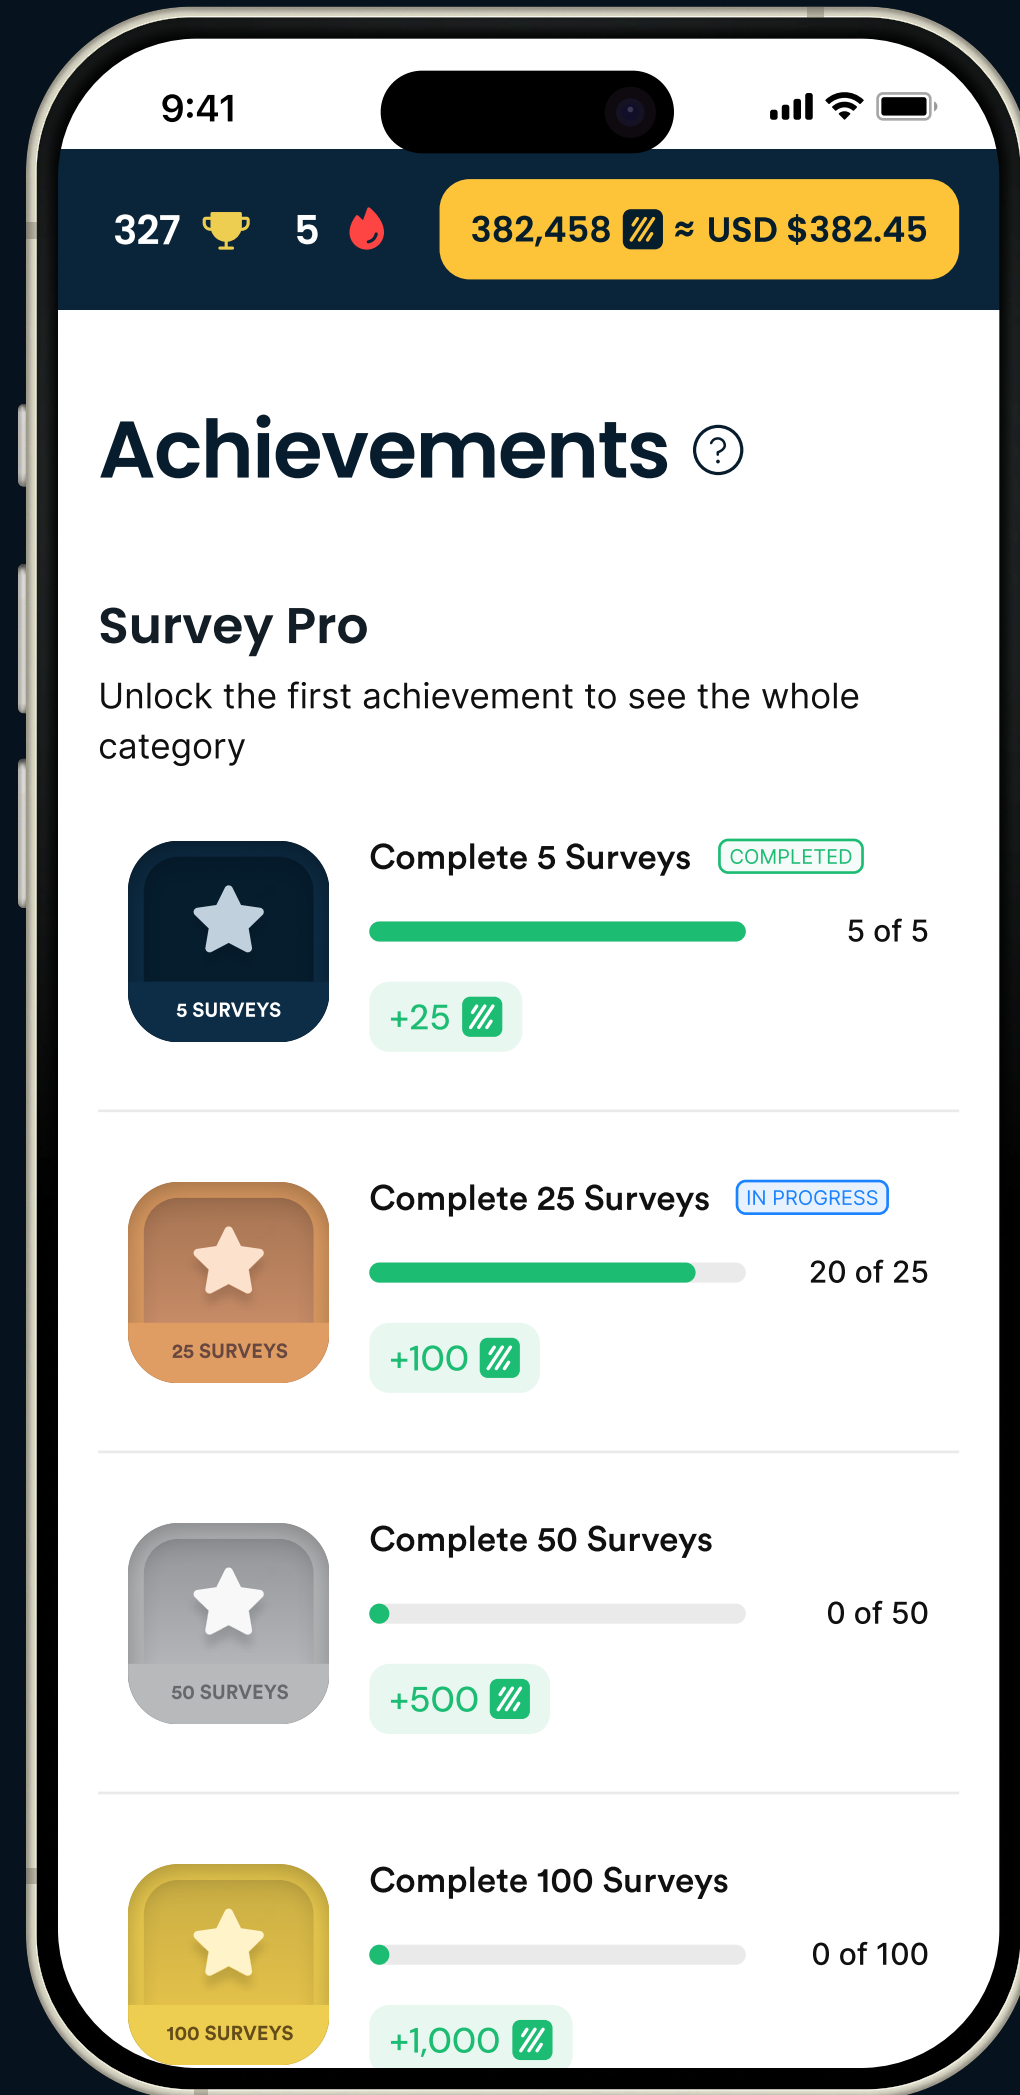 9:41
327 5 382,458 ≈ USD $382.45
Achievements ?
Survey Pro
Unlock the first achievement to see the whole
category
Complete 5 Surveys COMPLETED
5 of 5
5 SURVEYS
+25
Complete 25 Surveys IN PROGRESS
20 of 25
25 SURVEYS
+100
Complete 50 Surveys
0 of 50
50 SURVEYS
+500
Complete 100 Surveys
0 of 100
100 SURVEYS
+1,000